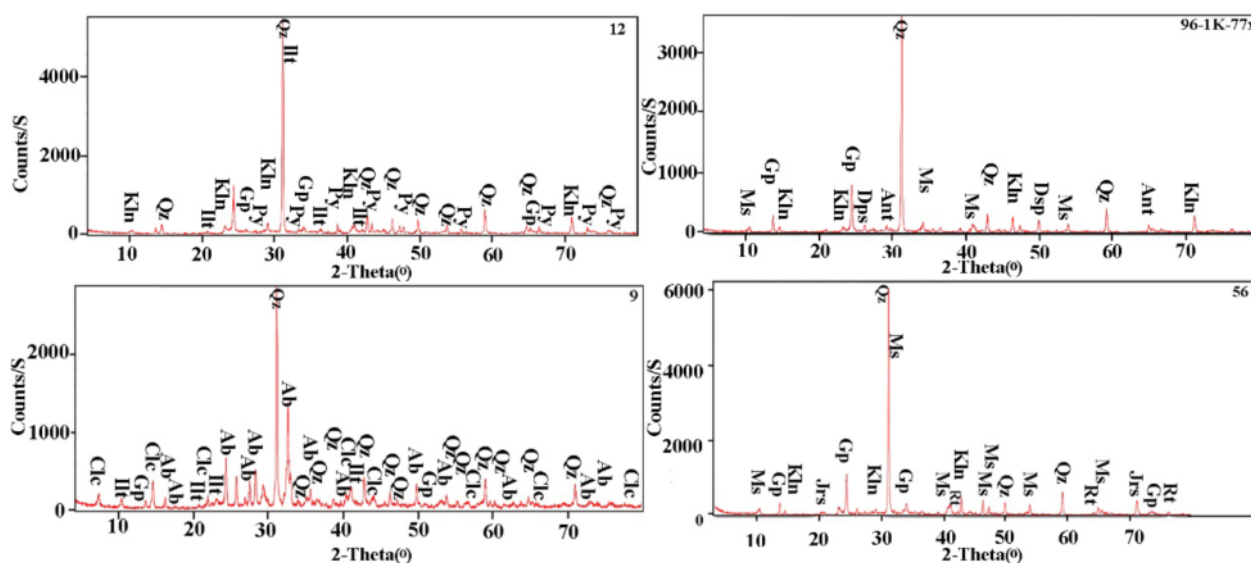 12
Counts/S
4000
2000
0
Kln
Qz
Ilt
Kln
Gp
Py
Kln
Qz
Ilt
Py
Gp
Ilt
Py
Kln
Ilt
Qz
Py
Qz
Py
Qz
Qz
Py
Qz
Qz
Gp
Py
Kln
Py
Qz
Py
10 20 30 40 50 60 70
2-Theta(º)
96-1K-77x
Counts/S
3000
2000
1000
0
Ms
Gp
Kln
Kln
Gp
Dps
Ant
Qz
Ms
Ms
Qz
Kln
Dsp
Ms
Qz
Ant
Kln
10 20 30 40 50 60 70
2-Theta(º)
9
Counts/S
2000
1000
0
Clc
Ilt
Gp
Clc
Ab
Ab
Clc
Ilt
Ilt
Ab
Ab
Ab
Qz
Ab
Qz
Ab
Qz
Qz
Ab
Clc
Ilt
Qz
Clc
Qz
Qz
Ab
Gp
Ab
Qz
Qz
Clc
Qz
Qz
Ab
Qz
Clc
Qz
Ab
Ab
Clc
10 20 30 40 50 60 70
2-Theta(º)
56
Counts/S
6000
4000
2000
0
Ms
Gp
Kln
Jrs
Gp
Kln
Qz
Ms
Gp
Ms
Rt
Kln
Ms
Ms
Qz
Ms
Qz
Rt
Ms
Jrs
Gp
Rt
10 20 30 40 50 60 70
2-Theta(º)